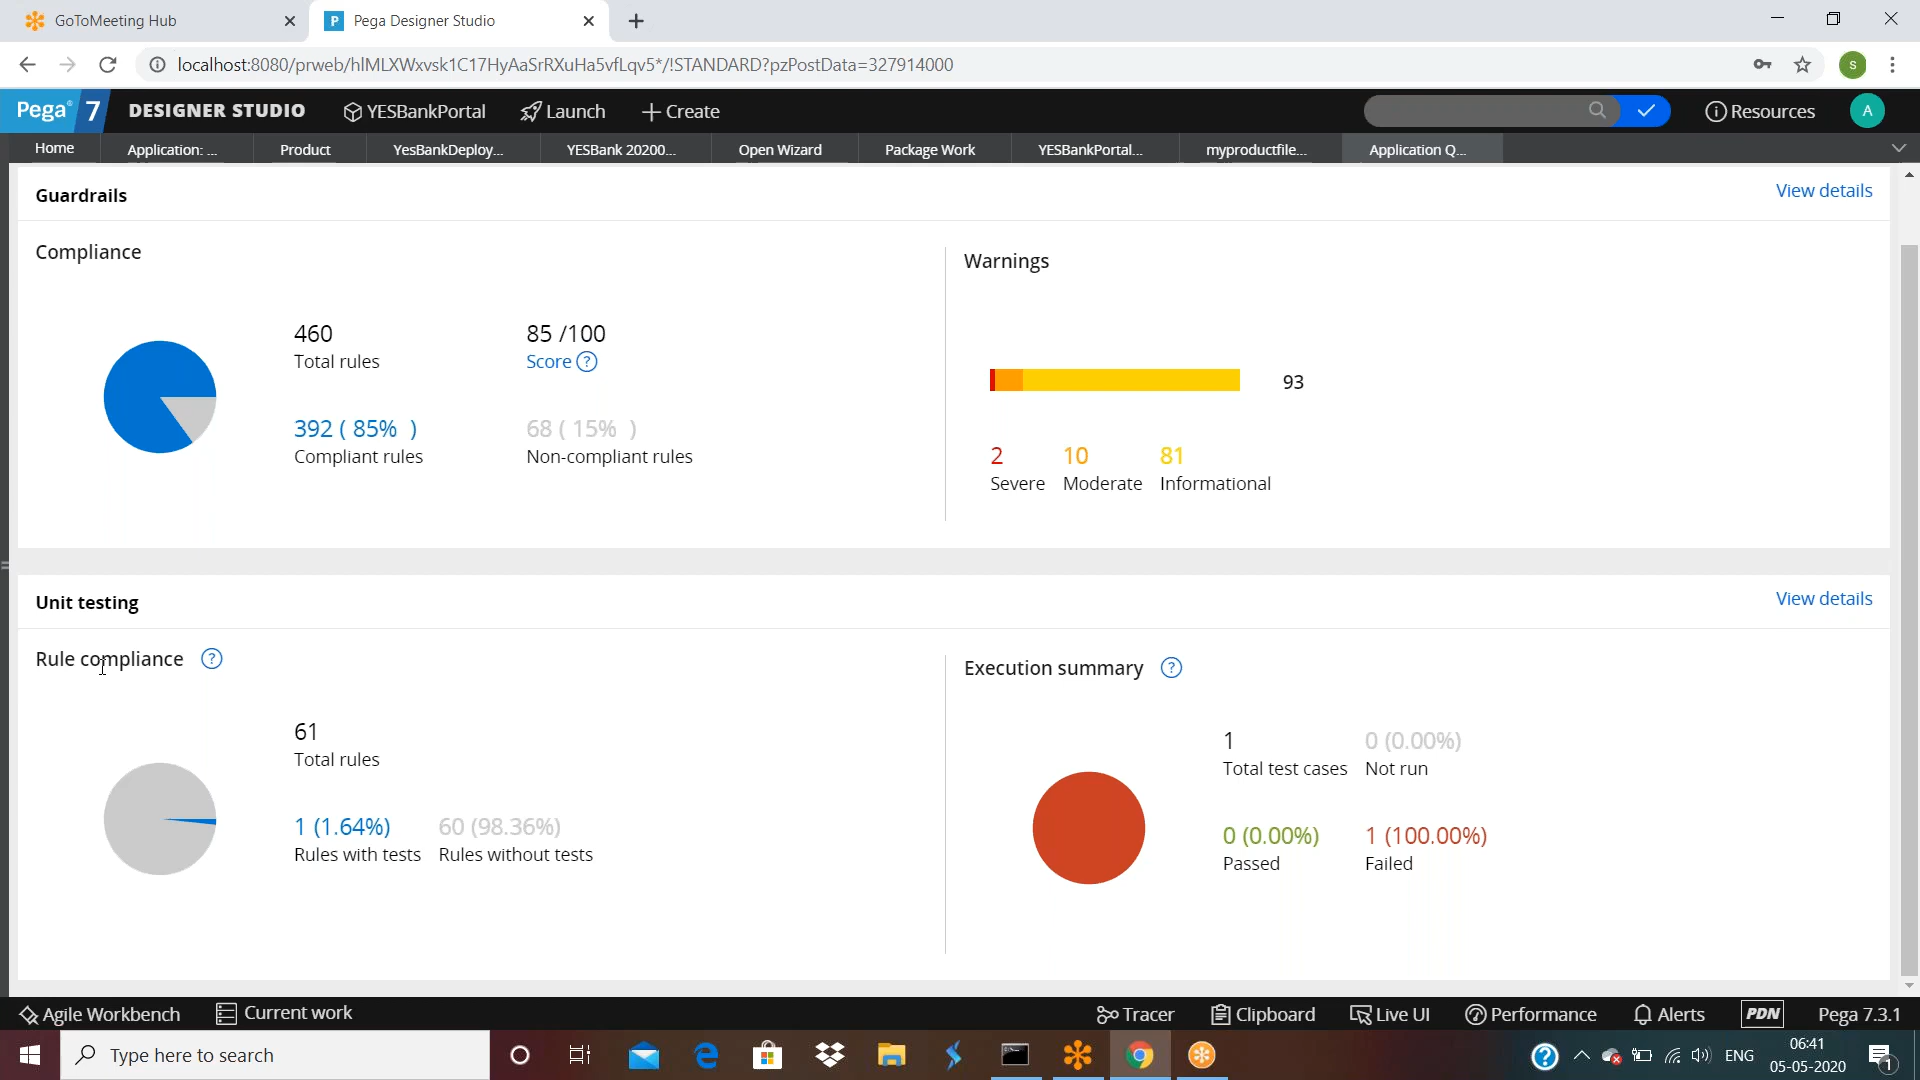 GoToMeeting Hub
P Pega Designer Studio
localhost:8080/prweb/hIMLXWxvsk1C17HyAaSrRXuHa5vfLqv5*/!STANDARD?pzPostData=327914000
s
Pega 7 DESIGNER STUDIO YESBankPortal Launch Create Resources A
Home Application: ... Product YesBankDeploy... YESBank 20200... Open Wizard Package Work YESBankPortal... myproductfile... Application Q...
Guardrails View details
Compliance
Warnings
460 85 /100
Total rules Score ?
93
392 ( 85% ) 68 ( 15% )
Compliant rules Non-compliant rules
2 10 81
Severe Moderate Informational
Unit testing View details
Rule compliance ?
Execution summary ?
61
Total rules
1 0 (0.00%)
Total test cases Not run
1 (1.64%) 60 (98.36%)
Rules with tests Rules without tests
0 (0.00%) 1 (100.00%)
Passed Failed
Agile Workbench Current work Tracer Clipboard Live UI Performance Alerts PDN Pega 7.3.1
Type here to search
ENG
06:41
05-05-2020
1